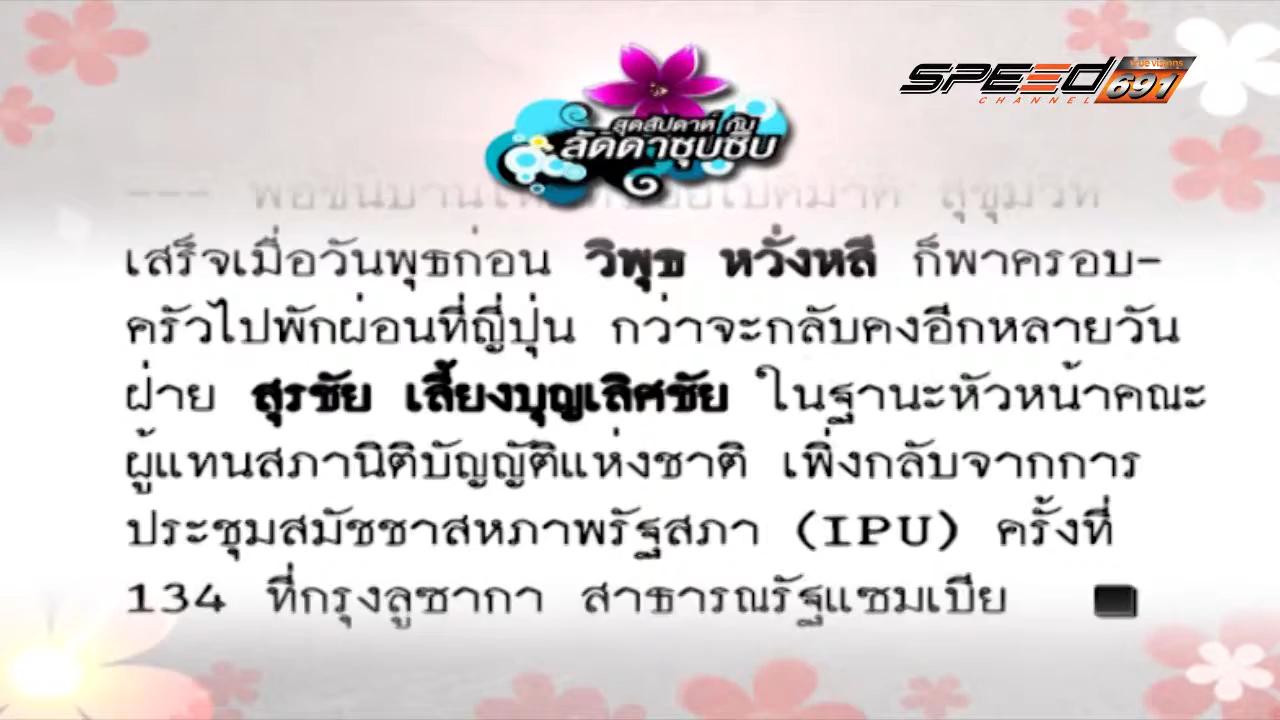 SPEED
CHANNEL
true visions
691
สุดสัปดาห์ กับ
ลัดดาซุบซิบ
เสร็จเมื่อวันพุธก่อน วิพุธ หวั่งหลี ก็พาครอบ-
ครัวไปพักผ่อนที่ญี่ปุ่น กว่าจะกลับคงอีกหลายวัน
ฝ่าย สุรชัย เลี้ยงบุญเลิศชัย ในฐานะหัวหน้าคณะ
ผู้แทนสภานิติบัญญัติแห่งชาติ เพิ่งกลับจากการ
ประชุมสมัชชาสหภาพรัฐสภา (IPU) ครั้งที่
134 ที่กรุงลูซากา สาธารณรัฐแซมเบีย